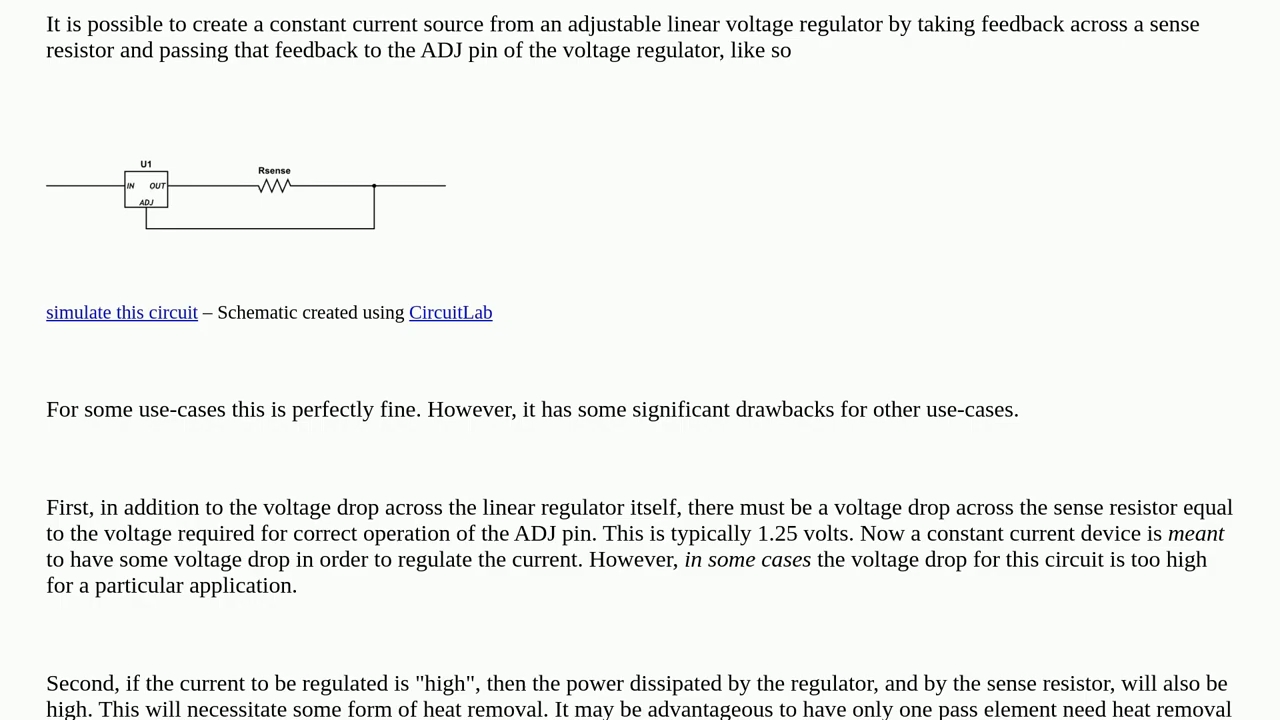 It is possible to create a constant current source from an adjustable linear voltage regulator by taking feedback across a sense
resistor and passing that feedback to the ADJ pin of the voltage regulator, like so
U1
Rsense
IN OUT
ADJ
simulate this circuit – Schematic created using CircuitLab
For some use-cases this is perfectly fine. However, it has some significant drawbacks for other use-cases.
First, in addition to the voltage drop across the linear regulator itself, there must be a voltage drop across the sense resistor equal
to the voltage required for correct operation of the ADJ pin. This is typically 1.25 volts. Now a constant current device is meant
to have some voltage drop in order to regulate the current. However, in some cases the voltage drop for this circuit is too high
for a particular application.
Second, if the current to be regulated is "high", then the power dissipated by the regulator, and by the sense resistor, will also be
high. This will necessitate some form of heat removal. It may be advantageous to have only one pass element need heat removal